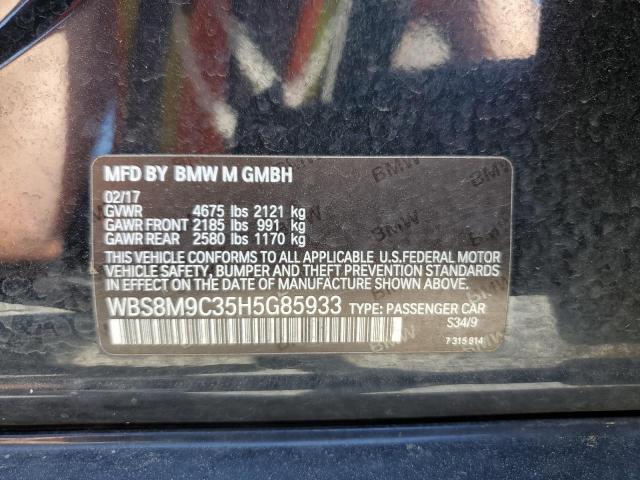 MFD BY BMW M GMBH
02/17
GVWR 4675 lbs 2121 kg
GAWR FRONT 2185 lbs 991 kg
GAWR REAR 2580 lbs 1170 kg
THIS VEHICLE CONFORMS TO ALL APPLICABLE U.S.FEDERAL MOTOR
VEHICLE SAFETY, BUMPER AND THEFT PREVENTION STANDARDS
IN EFFECT ON THE DATE OF MANUFACTURE SHOWN ABOVE.
WBS8M9C35H5G85933 TYPE: PASSENGER CAR
S34/9
7 315 814